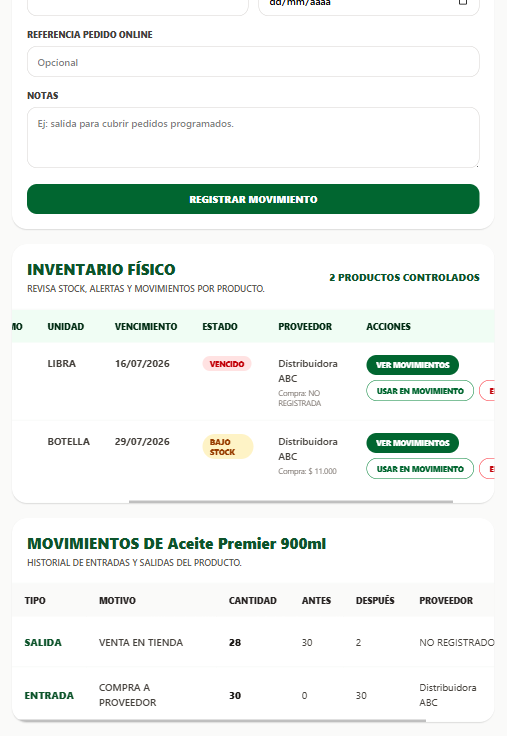 dd/mm/aaaa
REFERENCIA PEDIDO ONLINE
Opcional
NOTAS
Ej: salida para cubrir pedidos programados.
REGISTRAR MOVIMIENTO
INVENTARIO FÍSICO
REVISA STOCK, ALERTAS Y MOVIMIENTOS POR PRODUCTO.
2 PRODUCTOS CONTROLADOS
UNIDAD VENCIMIENTO ESTADO PROVEEDOR ACCIONES
LIBRA 16/07/2026 VENCIDO Distribuidora
ABC
Compra: NO
REGISTRADA
VER MOVIMIENTOS
USAR EN MOVIMIENTO
BOTELLA 29/07/2026 BAJO
STOCK
Distribuidora
ABC
Compra: $ 11.000
VER MOVIMIENTOS
USAR EN MOVIMIENTO
MOVIMIENTOS DE Aceite Premier 900ml
HISTORIAL DE ENTRADAS Y SALIDAS DEL PRODUCTO.
TIPO MOTIVO CANTIDAD ANTES DESPUÉS PROVEEDOR
SALIDA VENTA EN TIENDA 28 30 2 NO REGISTRADO
ENTRADA COMPRA A
PROVEEDOR
30 0 30 Distribuidora
ABC